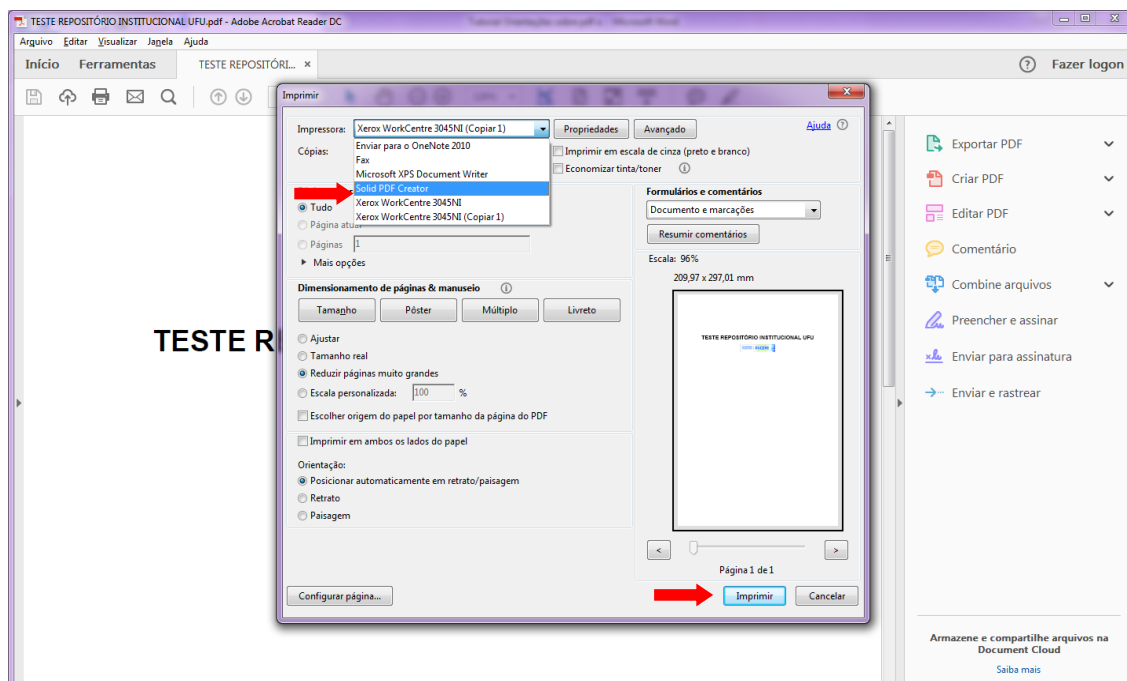 TESTE REPOSITÓRIO INSTITUCIONAL UFU.pdf - Adobe Acrobat Reader DC
Arquivo Editar Visualizar Janela Ajuda
Início Ferramentas TESTE REPOSITÓRI... ×
? Fazer logon
Imprimir
Impressora: Xerox WorkCentre 3045NI (Copiar 1) Propriedades Avançado Ajuda ?
Cópias:
Enviar para o OneNote 2010
Fax
Microsoft XPS Document Writer
Solid PDF Creator
Xerox WorkCentre 3045NI
Xerox WorkCentre 3045NI (Copiar 1)
Imprimir em escala de cinza (preto e branco)
Economizar tinta/toner
Tudo
Página atual
Páginas 1
Mais opções
Formulários e comentários
Documento e marcações
Resumir comentários
Escala: 96%
209,97 x 297,01 mm
Dimensionamento de páginas & manuseio
Tamanho Pôster Múltiplo Livreto
Ajustar
Tamanho real
Reduzir páginas muito grandes
Escala personalizada: 100 %
Escolher origem do papel por tamanho da página do PDF
Imprimir em ambos os lados do papel
Orientação:
Posicionar automaticamente em retrato/paisagem
Retrato
Paisagem
TESTE REPOSITÓRIO INSTITUCIONAL UFU
< >
Página 1 de 1
Configurar página... Imprimir Cancelar
TESTE R
Exportar PDF
Criar PDF
Editar PDF
Comentário
Combine arquivos
Preencher e assinar
Enviar para assinatura
Enviar e rastrear
Armazene e compartilhe arquivos na
Document Cloud
Saiba mais